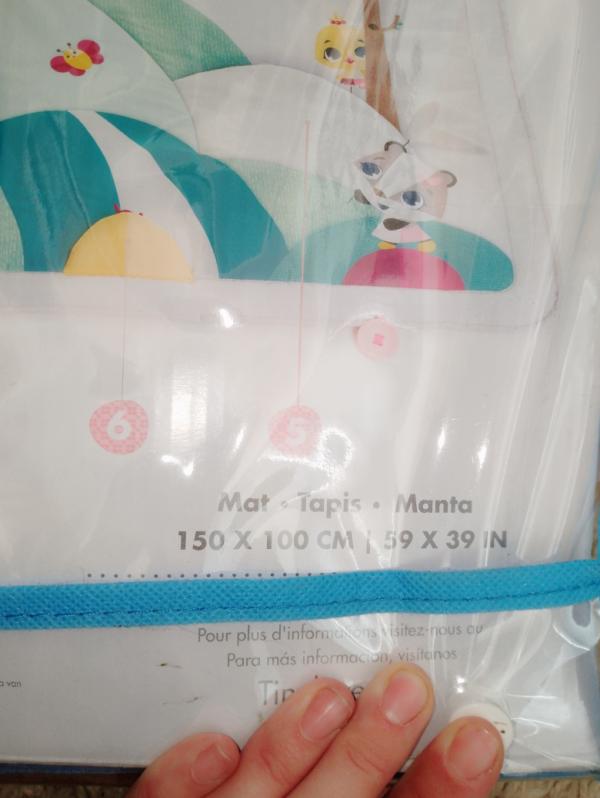 6 5
Mat • Tapis • Manta
150 X 100 CM | 59 X 39 IN
Pour plus d'informations visitez-nous au
Para más información, visítanos
a van